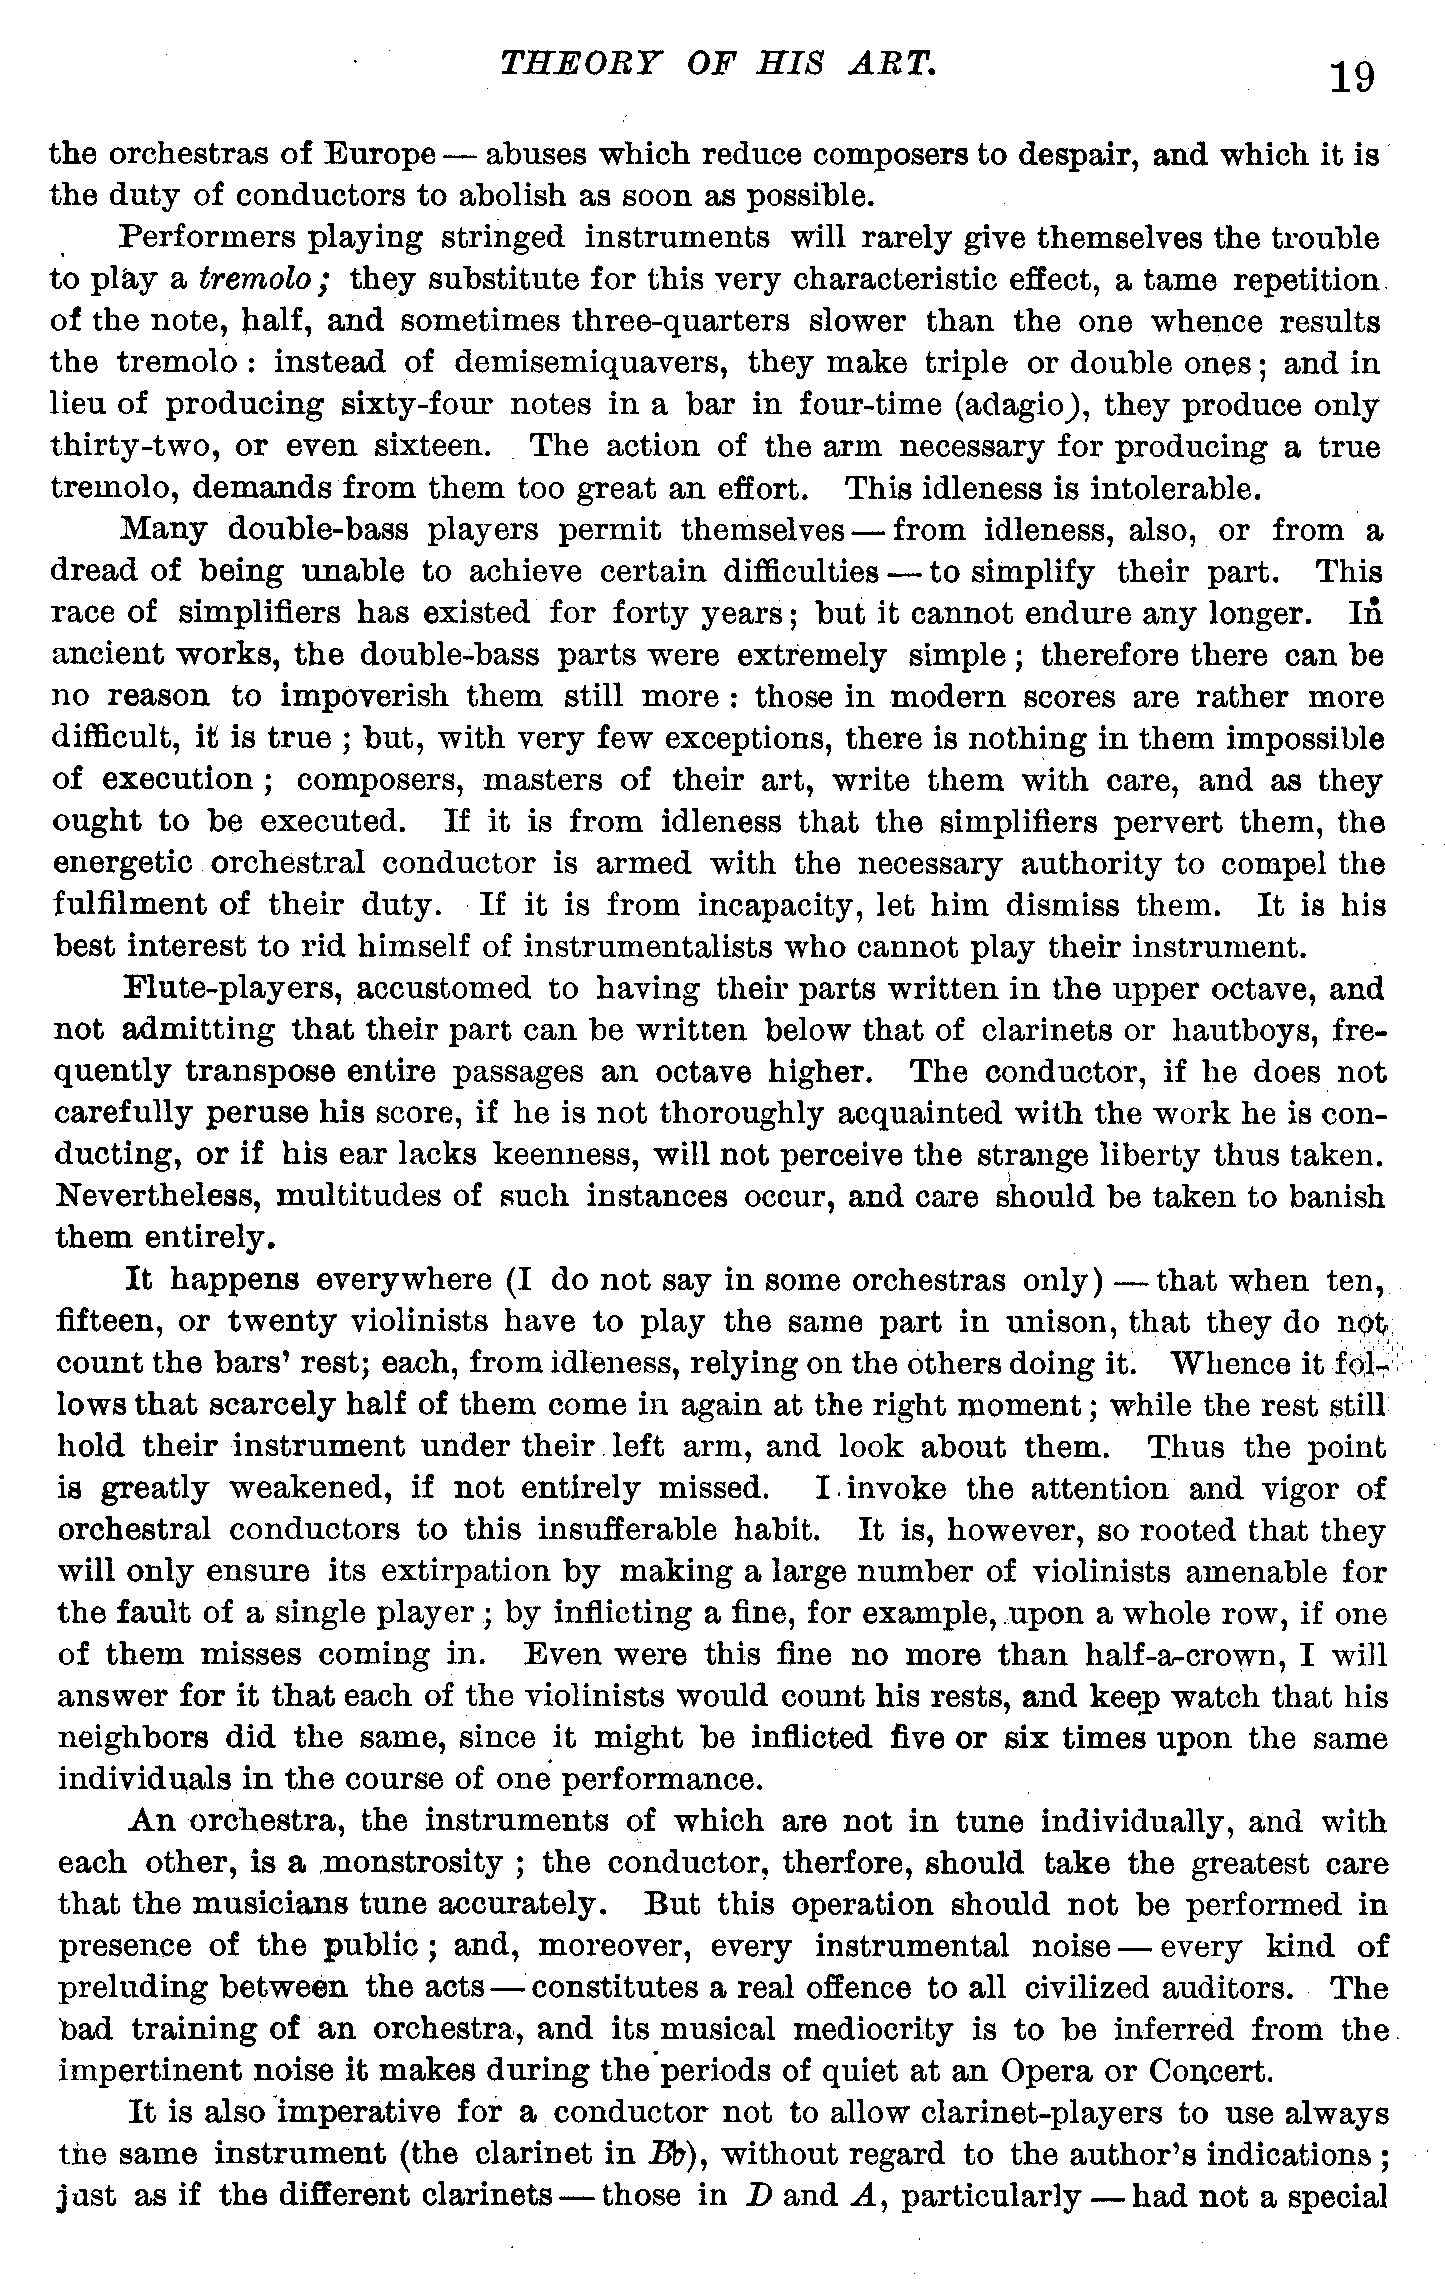 THEORY OF HIS ART.
19
the orchestras of Europe — abuses which reduce composers to despair, and which it is
the duty of conductors to abolish as soon as possible.
Performers playing stringed instruments will rarely give themselves the trouble
to play a tremolo; they substitute for this very characteristic effect, a tame repetition
of the note, half, and sometimes three-quarters slower than the one whence results
the tremolo : instead of demisemiquavers, they make triple or double ones; and in
lieu of producing sixty-four notes in a bar in four-time (adagio), they produce only
thirty-two, or even sixteen. The action of the arm necessary for producing a true
tremolo, demands from them too great an effort. This idleness is intolerable.
Many double-bass players permit themselves — from idleness, also, or from a
dread of being unable to achieve certain difficulties — to simplify their part. This
race of simplifiers has existed for forty years; but it cannot endure any longer. In
ancient works, the double-bass parts were extremely simple; therefore there can be
no reason to impoverish them still more : those in modern scores are rather more
difficult, it is true ; but, with very few exceptions, there is nothing in them impossible
of execution ; composers, masters of their art, write them with care, and as they
ought to be executed. If it is from idleness that the simplifiers pervert them, the
energetic orchestral conductor is armed with the necessary authority to compel the
fulfilment of their duty. If it is from incapacity, let him dismiss them. It is his
best interest to rid himself of instrumentalists who cannot play their instrument.
Flute-players, accustomed to having their parts written in the upper octave, and
not admitting that their part can be written below that of clarinets or hautboys, fre-
quently transpose entire passages an octave higher. The conductor, if he does not
carefully peruse his score, if he is not thoroughly acquainted with the work he is con-
ducting, or if his ear lacks keenness, will not perceive the strange liberty thus taken.
Nevertheless, multitudes of such instances occur, and care should be taken to banish
them entirely.
It happens everywhere (I do not say in some orchestras only) — that when ten,
fifteen, or twenty violinists have to play the same part in unison, that they do not
count the bars' rest; each, from idleness, relying on the others doing it. Whence it fol-
lows that scarcely half of them come in again at the right moment; while the rest still
hold their instrument under their left arm, and look about them. Thus the point
is greatly weakened, if not entirely missed. I invoke the attention and vigor of
orchestral conductors to this insufferable habit. It is, however, so rooted that they
will only ensure its extirpation by making a large number of violinists amenable for
the fault of a single player ; by inflicting a fine, for example, upon a whole row, if one
of them misses coming in. Even were this fine no more than half-a-crown, I will
answer for it that each of the violinists would count his rests, and keep watch that his
neighbors did the same, since it might be inflicted five or six times upon the same
individuals in the course of one performance.
An orchestra, the instruments of which are not in tune individually, and with
each other, is a monstrosity ; the conductor, therfore, should take the greatest care
that the musicians tune accurately. But this operation should not be performed in
presence of the public ; and, moreover, every instrumental noise — every kind of
preluding between the acts — constitutes a real offence to all civilized auditors. The
bad training of an orchestra, and its musical mediocrity is to be inferred from the
impertinent noise it makes during the periods of quiet at an Opera or Concert.
It is also imperative for a conductor not to allow clarinet-players to use always
the same instrument (the clarinet in B♭), without regard to the author's indications ;
just as if the different clarinets — those in D and A, particularly — had not a special